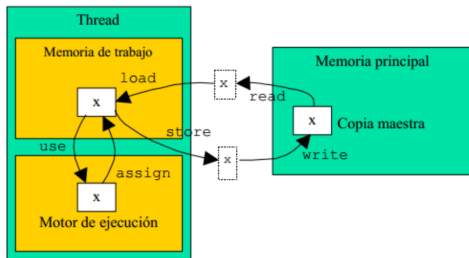 Thread
Memoria de trabajo
load
x
x
store
use
assign
x
Motor de ejecución
x
read
write
Memoria principal
x
Copia maestra